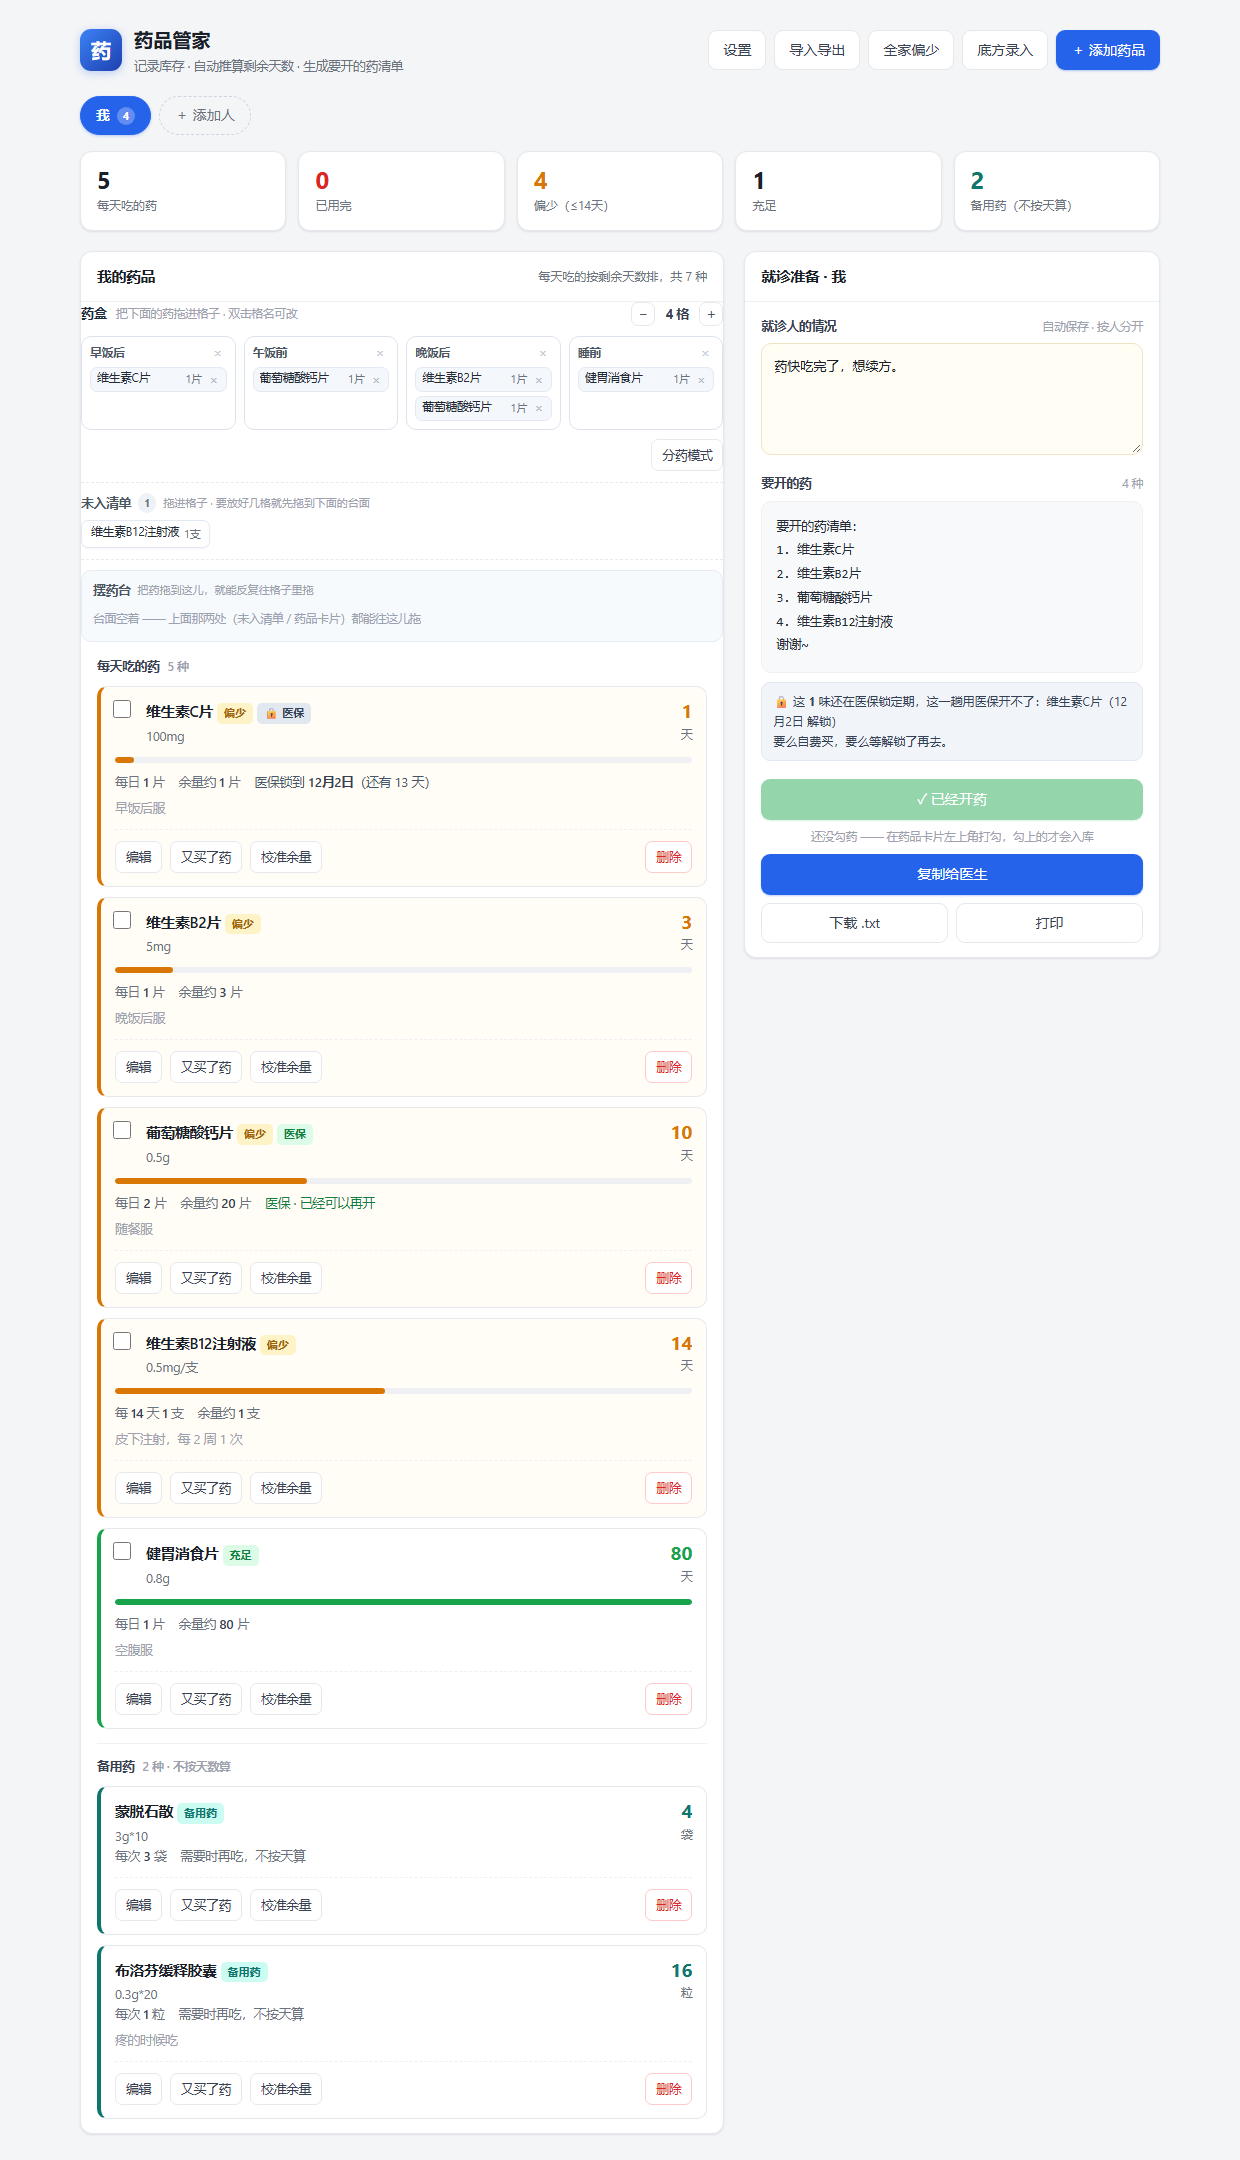 药
药品管家
记录库存 · 自动推算剩余天数 · 生成要开的药清单
设置
导入导出
全家偏少
底方录入
＋ 添加药品
我 4
＋ 添加人
5
每天吃的药
0
已用完
4
偏少（≤14天）
1
充足
2
备用药（不按天算）
我的药品
每天吃的按剩余天数排，共 7 种
药盒 把下面的药拖进格子 · 双击格名可改
− 4 格 +
早饭后 ×
维生素C片 1片 ×
午饭前 ×
葡萄糖酸钙片 1片 ×
晚饭后 ×
维生素B2片 1片 ×
葡萄糖酸钙片 1片 ×
睡前 ×
健胃消食片 1片 ×
分药模式
未入清单 1 拖进格子 · 要放好几格就先拖到下面的台面
维生素B12注射液 1支
摆药台 把药拖到这儿，就能反复往格子里拖
台面空着 —— 上面那两处（未入清单 / 药品卡片）都能往这儿拖
每天吃的药 5 种
维生素C片 偏少 🔒 医保
1
天
100mg
每日 1 片 余量约 1 片 医保锁到 12月2日（还有 13 天）
早饭后服
编辑 又买了药 校准余量 删除
维生素B2片 偏少
3
天
5mg
每日 1 片 余量约 3 片
晚饭后服
编辑 又买了药 校准余量 删除
葡萄糖酸钙片 偏少 医保
10
天
0.5g
每日 2 片 余量约 20 片 医保 · 已经可以再开
随餐服
编辑 又买了药 校准余量 删除
维生素B12注射液 偏少
14
天
0.5mg/支
每 14 天 1 支 余量约 1 支
皮下注射，每 2 周 1 次
编辑 又买了药 校准余量 删除
健胃消食片 充足
80
天
0.8g
每日 1 片 余量约 80 片
空腹服
编辑 又买了药 校准余量 删除
备用药 2 种 · 不按天数算
蒙脱石散 备用药
4
袋
3g*10
每次 3 袋 需要时再吃，不按天算
编辑 又买了药 校准余量 删除
布洛芬缓释胶囊 备用药
16
粒
0.3g*20
每次 1 粒 需要时再吃，不按天算
疼的时候吃
编辑 又买了药 校准余量 删除
就诊准备 · 我
就诊人的情况
自动保存 · 按人分开
药快吃完了，想续方。
要开的药
4 种
要开的药清单：
1. 维生素C片
2. 维生素B2片
3. 葡萄糖酸钙片
4. 维生素B12注射液
谢谢~
🔒 这 1 味还在医保锁定期，这一趟用医保开不了：维生素C片（12
月2日 解锁）
要么自费买，要么等解锁了再去。
✓ 已经开药
还没勾药 —— 在药品卡片左上角打勾，勾上的才会入库
复制给医生
下载 .txt
打印